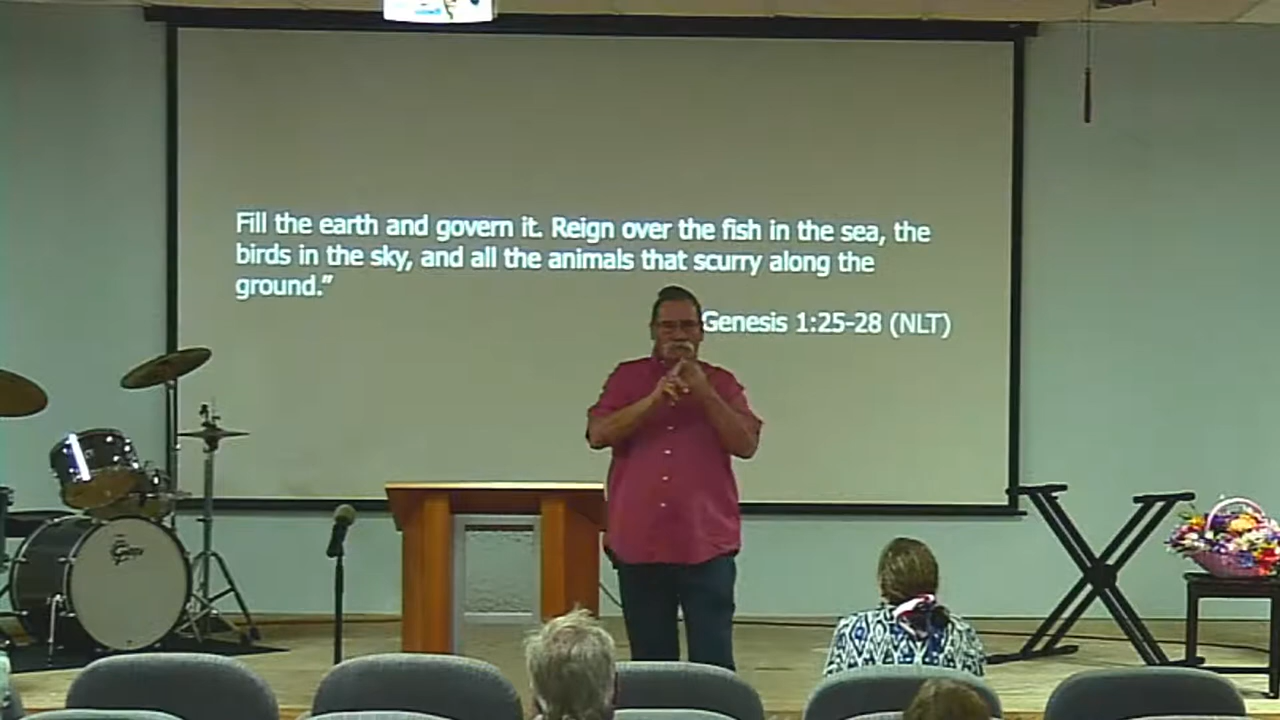 Fill the earth and govern it. Reign over the fish in the sea, the
birds in the sky, and all the animals that scurry along the
ground.”
Genesis 1:25-28 (NLT)
Gretsch